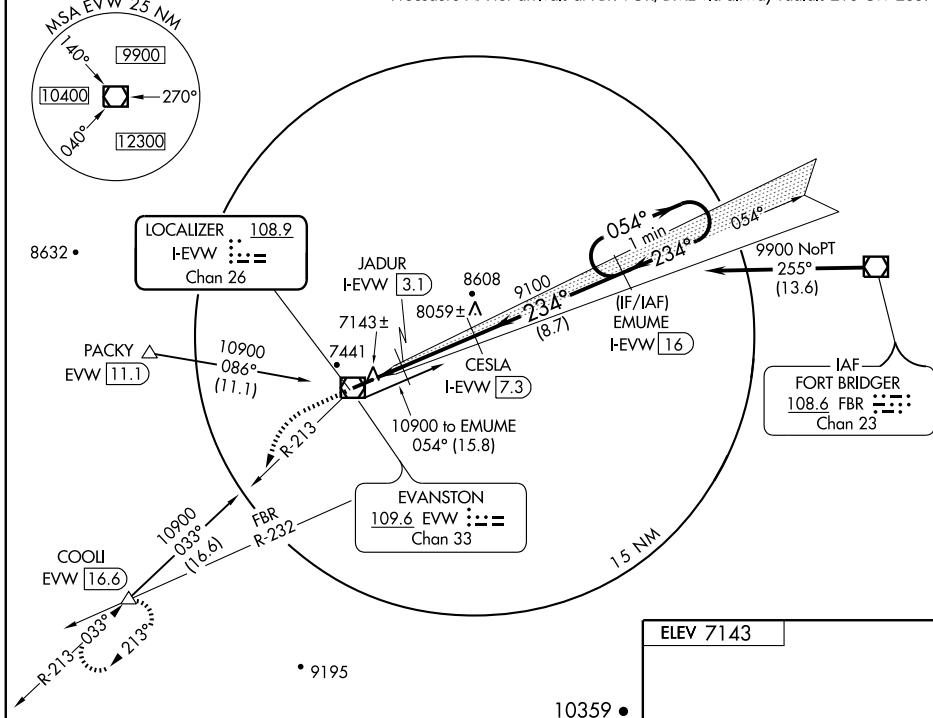 MSA EVW 25 NM
140°
9900
10400
270°
040°
12300
8632
LOCALIZER 108.9
I-EVW
Chan 26
JADUR
I-EVW 3.1
8608
8059±
7143±
7441
9100
234°
(8.7)
054°
1 min
234°
054°
9900 NoPT
255°
(13.6)
(IF/IAF)
EMUME
I-EVW 16
CESLA
I-EVW 7.3
PACKY
EVW 11.1
10900
086°
(11.1)
IAF
FORT BRIDGER
108.6 FBR
Chan 23
R-213
10900 to EMUME
054° (15.8)
EVANSTON
109.6 EVW
Chan 33
FBR
R-232
10900
033°
(16.6)
COOLI
EVW 16.6
R-213
033°
213°
15 NM
9195
ELEV 7143
10359